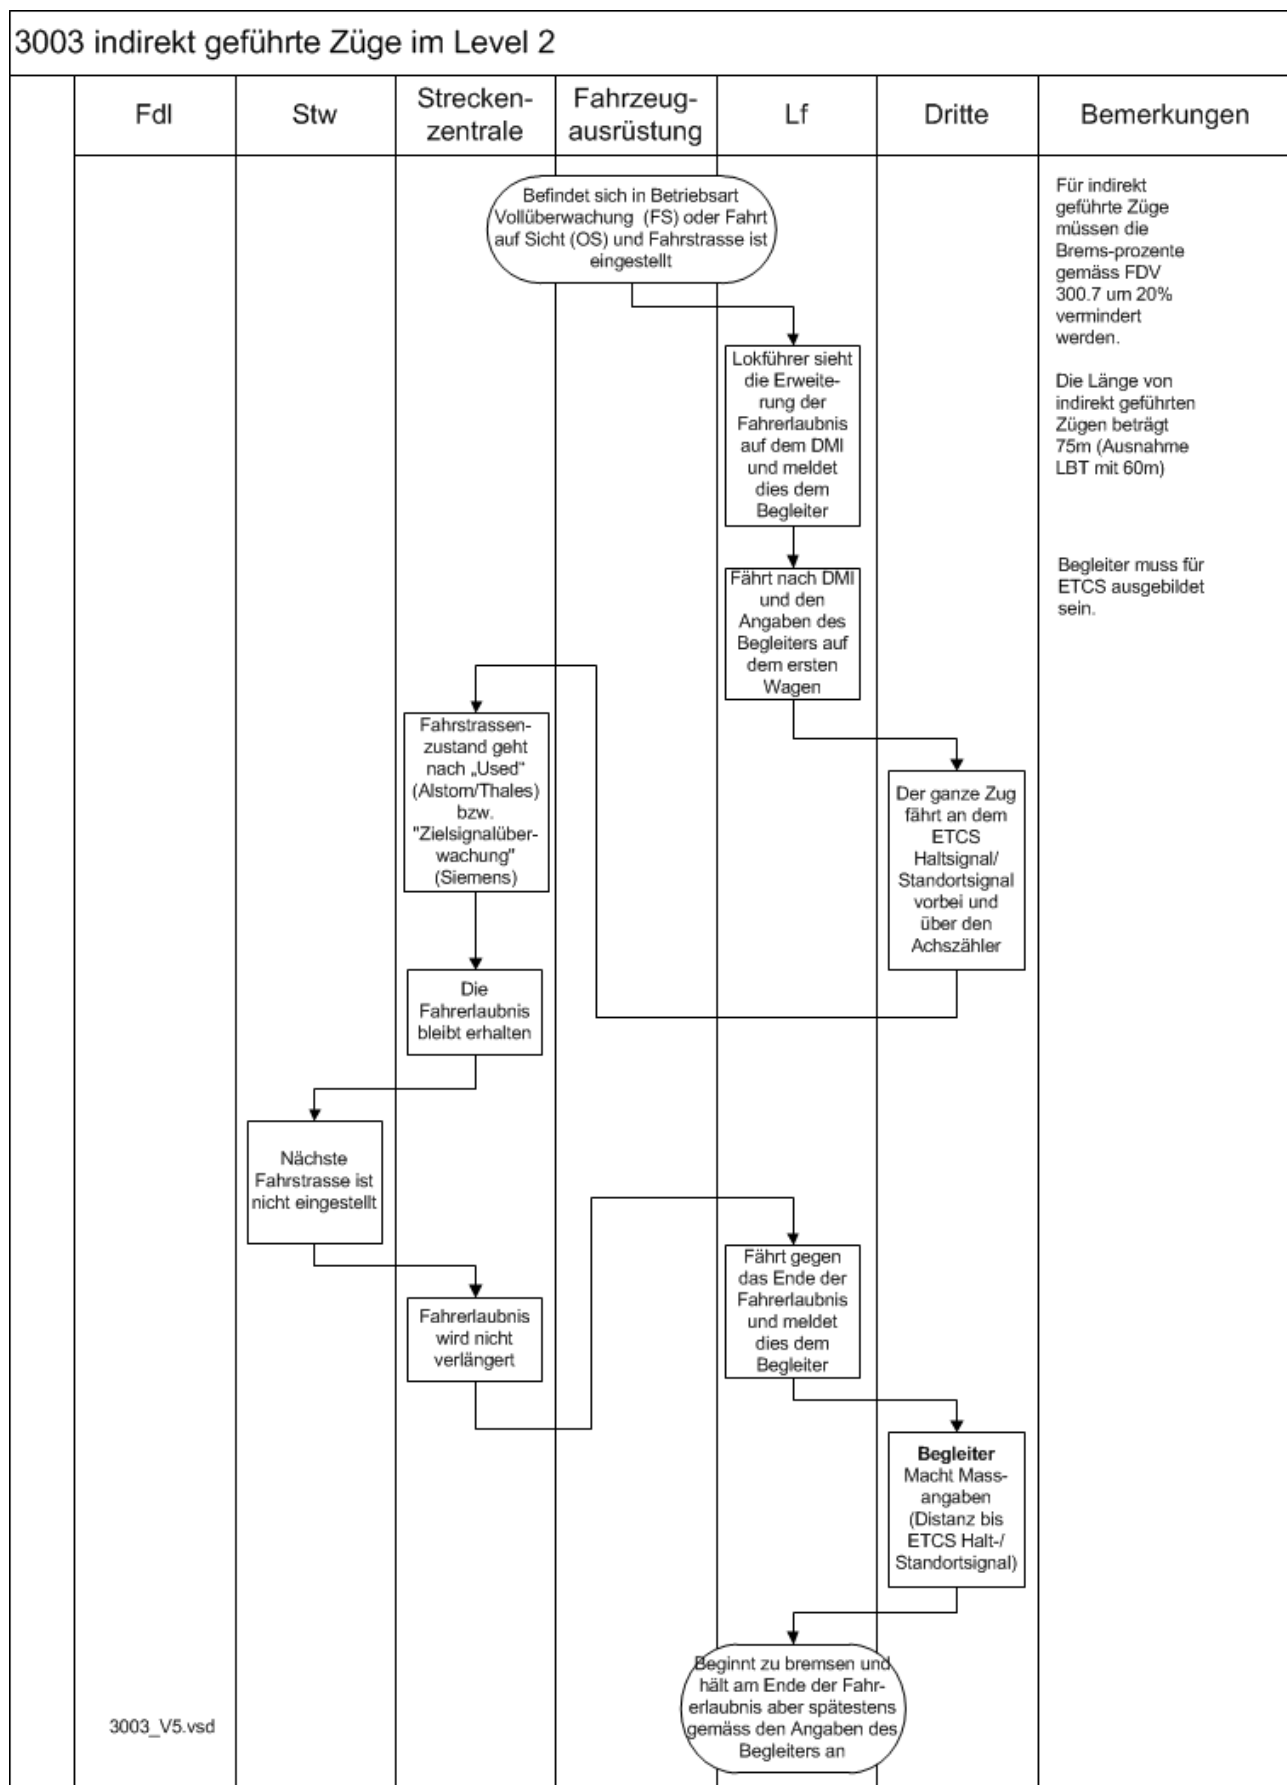 3003 indirekt geführte Züge im Level 2
Fdl
Stw
Strecken-
zentrale
Fahrzeug-
ausrüstung
Lf
Dritte
Bemerkungen
Befindet sich in Betriebsart
Vollüberwachung (FS) oder Fahrt
auf Sicht (OS) und Fahrstrasse ist
eingestellt
Für indirekt
geführte Züge
müssen die
Brems-prozente
gemäss FDV
300.7 um 20%
vermindert
werden.
Lokführer sieht
die Erweite-
rung der
Fahrerlaubnis
auf dem DMI
und meldet
dies dem
Begleiter
Die Länge von
indirekt geführten
Zügen beträgt
75m (Ausnahme
LBT mit 60m)
Fährt nach DMI
und den
Angaben des
Begleiters auf
dem ersten
Wagen
Begleiter muss für
ETCS ausgebildet
sein.
Der ganze Zug
fährt an dem
ETCS
Haltsignal/
Standortsignal
vorbei und
über den
Achszähler
Fahrstrassen-
zustand geht
nach „Used“
(Alstom/Thales)
bzw.
"Zielsignalüber-
wachung"
(Siemens)
Die
Fahrerlaubnis
bleibt erhalten
Nächste
Fahrstrasse ist
nicht eingestellt
Fahrerlaubnis
wird nicht
verlängert
Fährt gegen
das Ende der
Fahrerlaubnis
und meldet
dies dem
Begleiter
Begleiter
Macht Mass-
angaben
(Distanz bis
ETCS Halt-/
Standortsignal)
Beginnt zu bremsen und
hält am Ende der Fahr-
erlaubnis aber spätestens
gemäss den Angaben des
Begleiters an
3003_V5.vsd